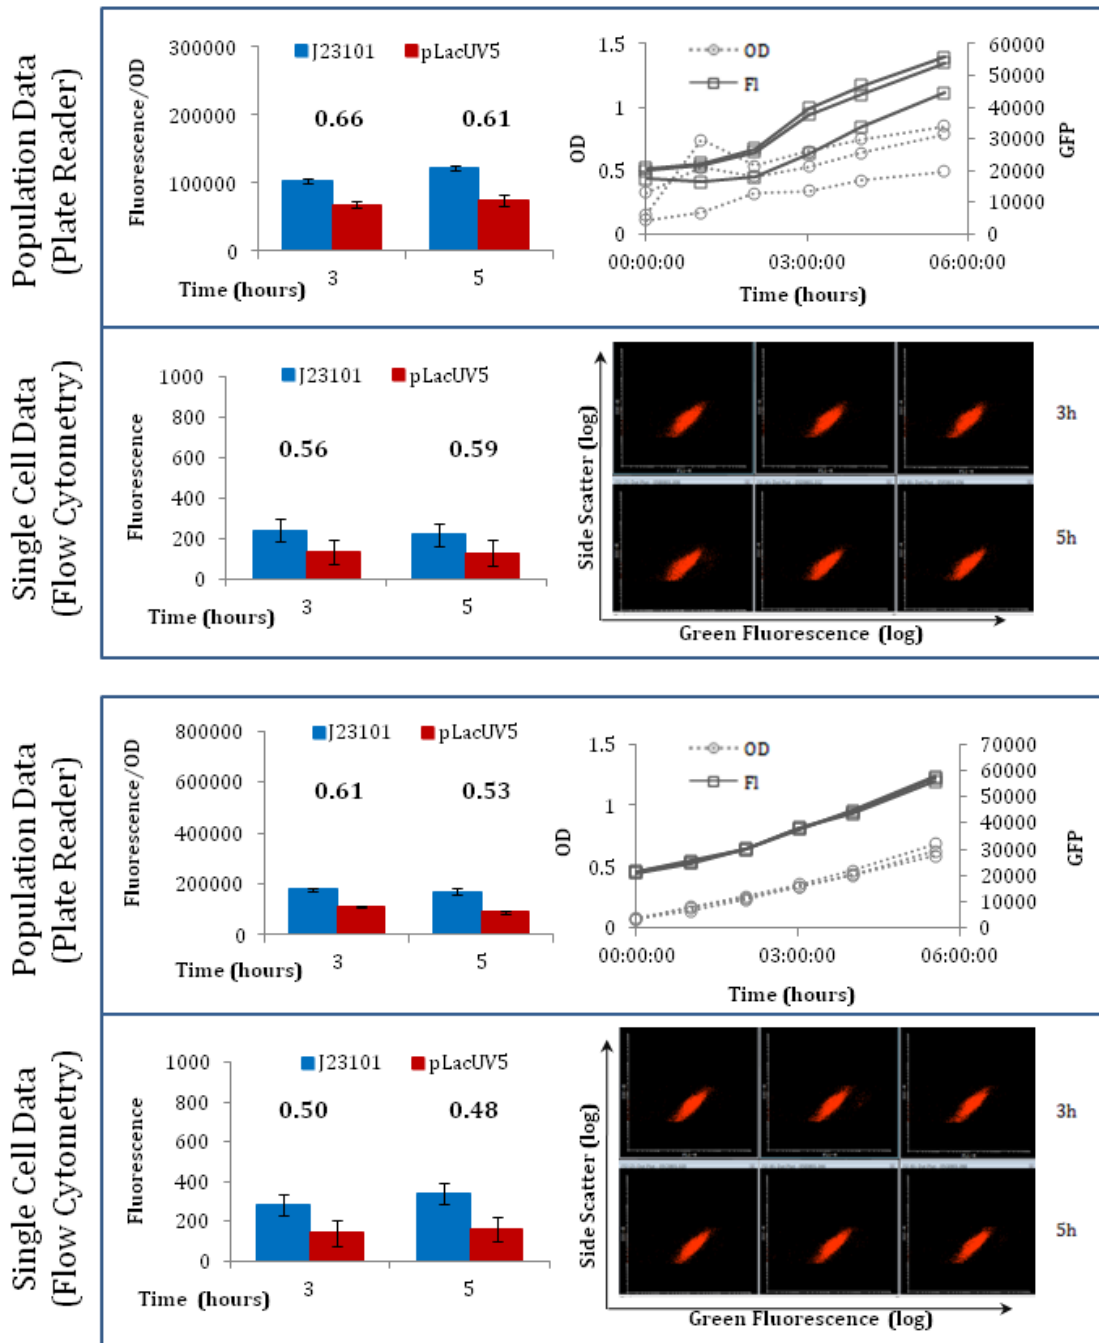 Population Data
(Plate Reader)
Fluorescence/OD
300000
200000
100000
0
J23101
pLacUV5
0.66
0.61
3
5
Time (hours)
OD
1.5
1
0.5
0
OD
Fl
60000
50000
40000
30000
20000
10000
0
GFP
00:00:00
03:00:00
06:00:00
Time (hours)
Single Cell Data
(Flow Cytometry)
Fluorescence
1000
800
600
400
200
0
J23101
pLacUV5
0.56
0.59
3
5
Time (hours)
Side Scatter (log)
3h
5h
Green Fluorescence (log)
Population Data
(Plate Reader)
Fluorescence/OD
800000
600000
400000
200000
0
J23101
pLacUV5
0.61
0.53
3
5
Time (hours)
OD
1.5
1
0.5
0
OD
Fl
70000
60000
50000
40000
30000
20000
10000
0
GFP
00:00:00
03:00:00
06:00:00
Time (hours)
Single Cell Data
(Flow Cytometry)
Fluorescence
1000
800
600
400
200
0
J23101
pLacUV5
0.50
0.48
3
5
Time (hours)
Side Scatter (log)
3h
5h
Green Fluorescence (log)